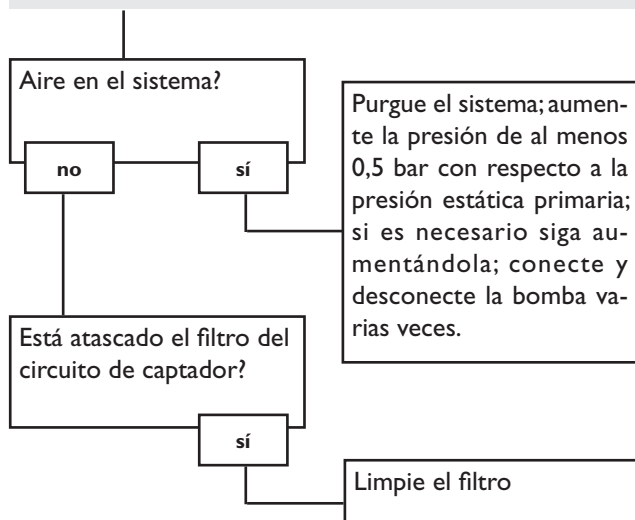 Aire en el sistema?
no
sí
Purgue el sistema; aumen-
te la presión de al menos
0,5 bar con respecto a la
presión estática primaria;
si es necesario siga au-
mentándola; conecte y
desconecte la bomba va-
rias veces.
Está atascado el filtro del
circuito de captador?
sí
Limpie el filtro